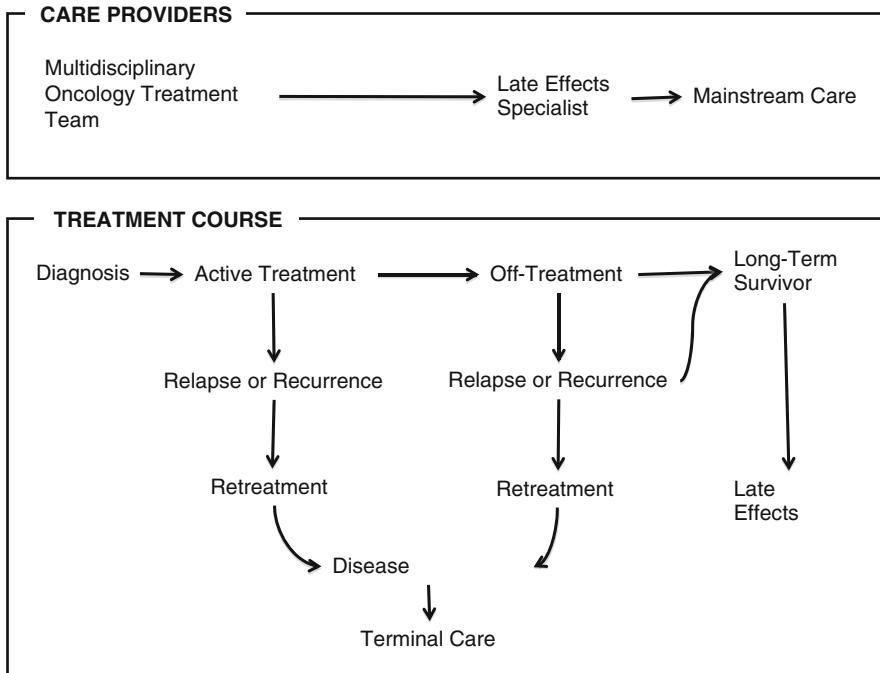 CARE PROVIDERS
Multidisciplinary
Oncology Treatment
Team
Late Effects
Specialist
Mainstream Care
TREATMENT COURSE
Diagnosis
Active Treatment
Off-Treatment
Long-Term
Survivor
Relapse or Recurrence
Relapse or Recurrence
Retreatment
Retreatment
Late
Effects
Disease
Terminal Care